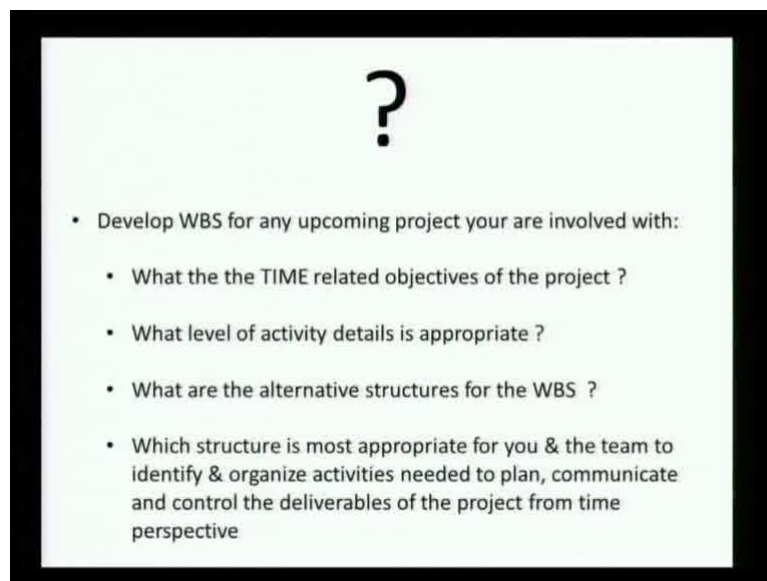 ?
• Develop WBS for any upcoming project your are involved with:
• What the the TIME related objectives of the project ?
• What level of activity details is appropriate ?
• What are the alternative structures for the WBS ?
• Which structure is most appropriate for you & the team to
identify & organize activities needed to plan, communicate
and control the deliverables of the project from time
perspective